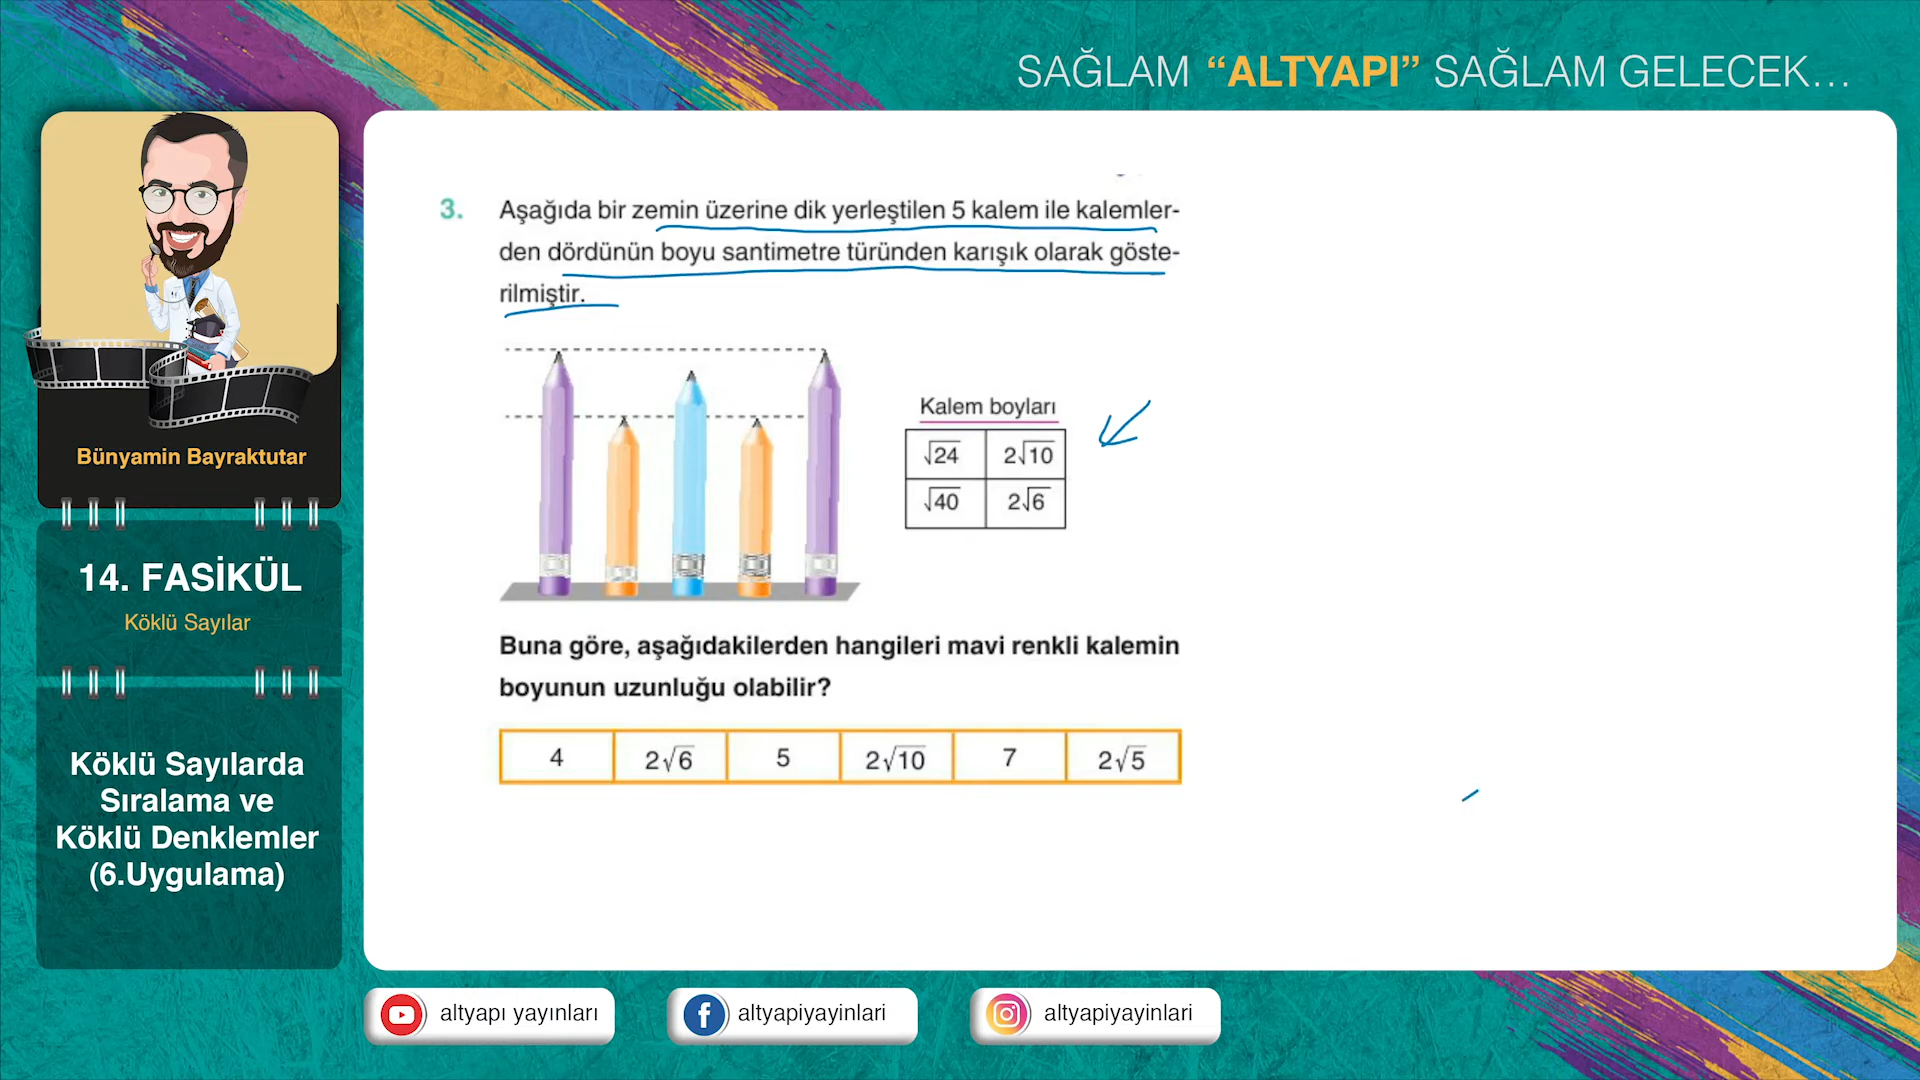 SAĞLAM “ALTYAPI” SAĞLAM GELECEK...
Bünyamin Bayraktutar
14. FASİKÜL
Köklü Sayılar
Köklü Sayılarda
Sıralama ve
Köklü Denklemler
(6.Uygulama)
3. Aşağıda bir zemin üzerine dik yerleştilen 5 kalem ile kalemler-
den dördünün boyu santimetre türünden karışık olarak göste-
rilmiştir.
Kalem boyları
√24 2√10
√40 2√6
Buna göre, aşağıdakilerden hangileri mavi renkli kalemin
boyunun uzunluğu olabilir?
4 2√6 5 2√10 7 2√5
altyapı yayınları
altyapiyayinlari
altyapiyayinlari